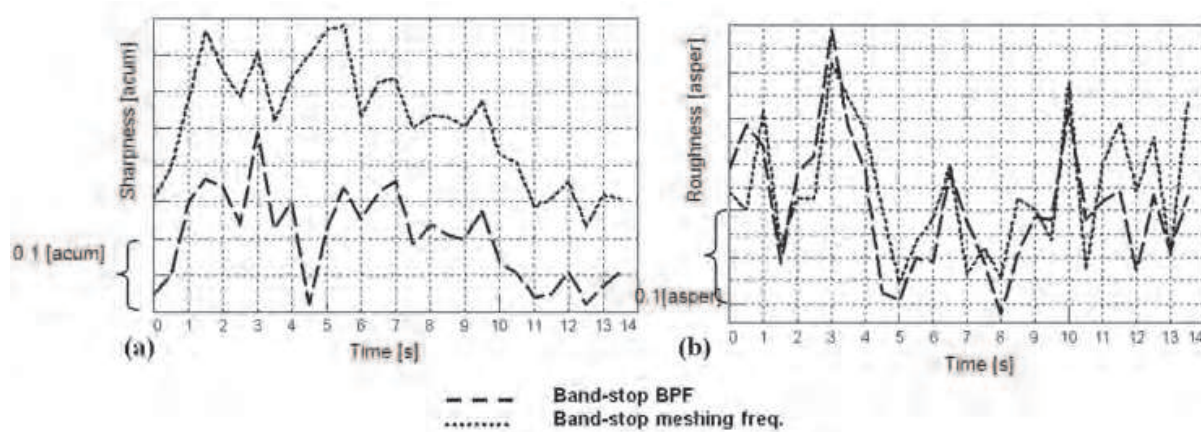 Sharpness [acum]
0 1 [acum]
0 1 2 3 4 5 6 7 8 9 10 11 12 13 14
(a)
Time [s]
Roughness [asper]
0.1[asper]
0 1 2 3 4 5 6 7 8 9 10 11 12 13 14
(b)
Time [s]
Band-stop BPF
Band-stop meshing freq.